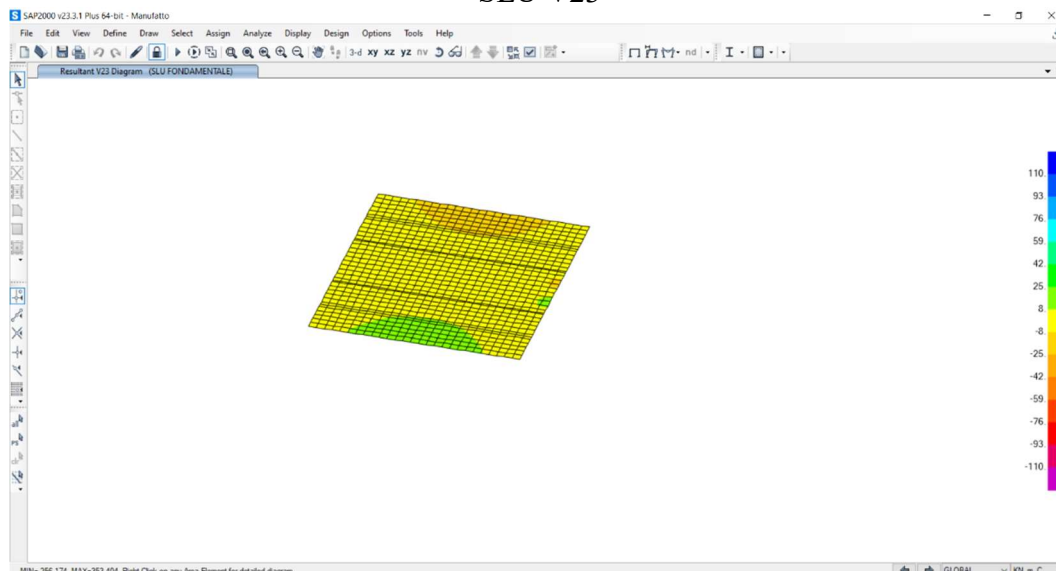 SLU V23
SAP2000 v23.3.1 Plus 64-bit - Manufatto
File Edit View Define Draw Select Assign Analyze Display Design Options Tools Help
3-d xy xz yz nv nd
Resultant V23 Diagram (SLU FONDAMENTALE)
110.
93.
76.
59.
42.
25.
8.
-8.
-25.
-42.
-59.
-76.
-93.
-110.
GLOBAL